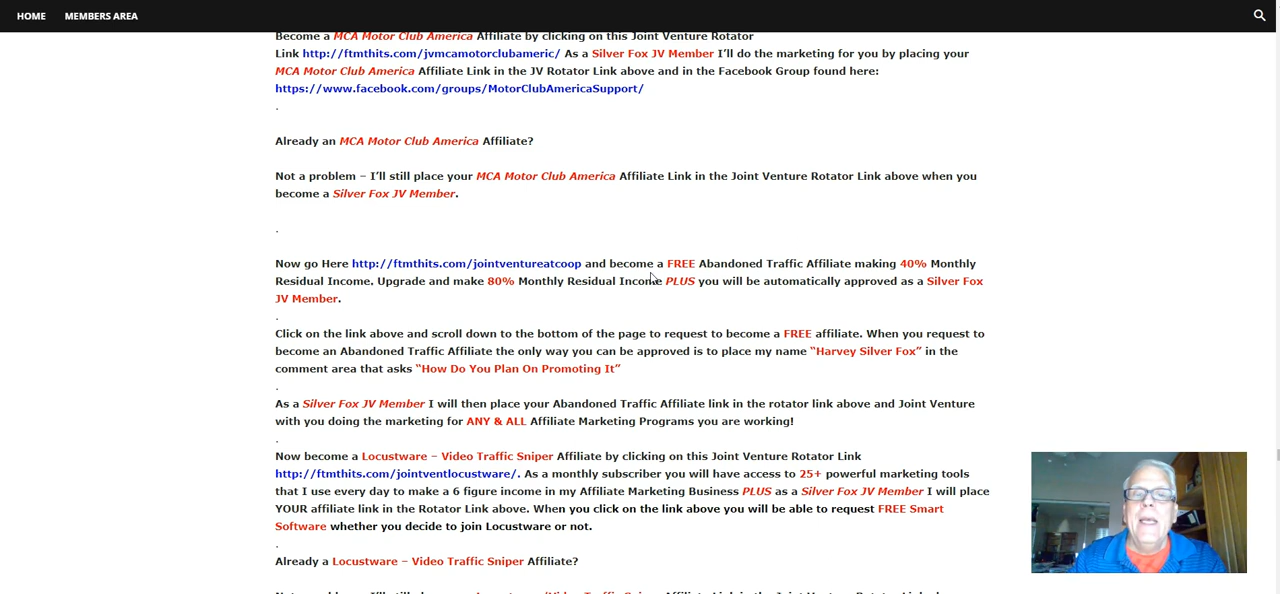 HOME MEMBERS AREA
Become a MCA Motor Club America Affiliate by clicking on this Joint Venture Rotator
Link http://ftmthits.com/jvmcamotorclubameric/ As a Silver Fox JV Member I’ll do the marketing for you by placing your
MCA Motor Club America Affiliate Link in the JV Rotator Link above and in the Facebook Group found here:
https://www.facebook.com/groups/MotorClubAmericaSupport/
.
Already an MCA Motor Club America Affiliate?
Not a problem – I’ll still place your MCA Motor Club America Affiliate Link in the Joint Venture Rotator Link above when you
become a Silver Fox JV Member.
.
Now go Here http://ftmthits.com/jointventureatcoop and become a FREE Abandoned Traffic Affiliate making 40% Monthly
Residual Income. Upgrade and make 80% Monthly Residual Income PLUS you will be automatically approved as a Silver Fox
JV Member.
.
Click on the link above and scroll down to the bottom of the page to request to become a FREE affiliate. When you request to
become an Abandoned Traffic Affiliate the only way you can be approved is to place my name “Harvey Silver Fox” in the
comment area that asks “How Do You Plan On Promoting It”
.
As a Silver Fox JV Member I will then place your Abandoned Traffic Affiliate link in the rotator link above and Joint Venture
with you doing the marketing for ANY & ALL Affiliate Marketing Programs you are working!
.
Now become a Locustware – Video Traffic Sniper Affiliate by clicking on this Joint Venture Rotator Link
http://ftmthits.com/jointventlocustware/. As a monthly subscriber you will have access to 25+ powerful marketing tools
that I use every day to make a 6 figure income in my Affiliate Marketing Business PLUS as a Silver Fox JV Member I will place
YOUR affiliate link in the Rotator Link above. When you click on the link above you will be able to request FREE Smart
Software whether you decide to join Locustware or not.
.
Already a Locustware – Video Traffic Sniper Affiliate?